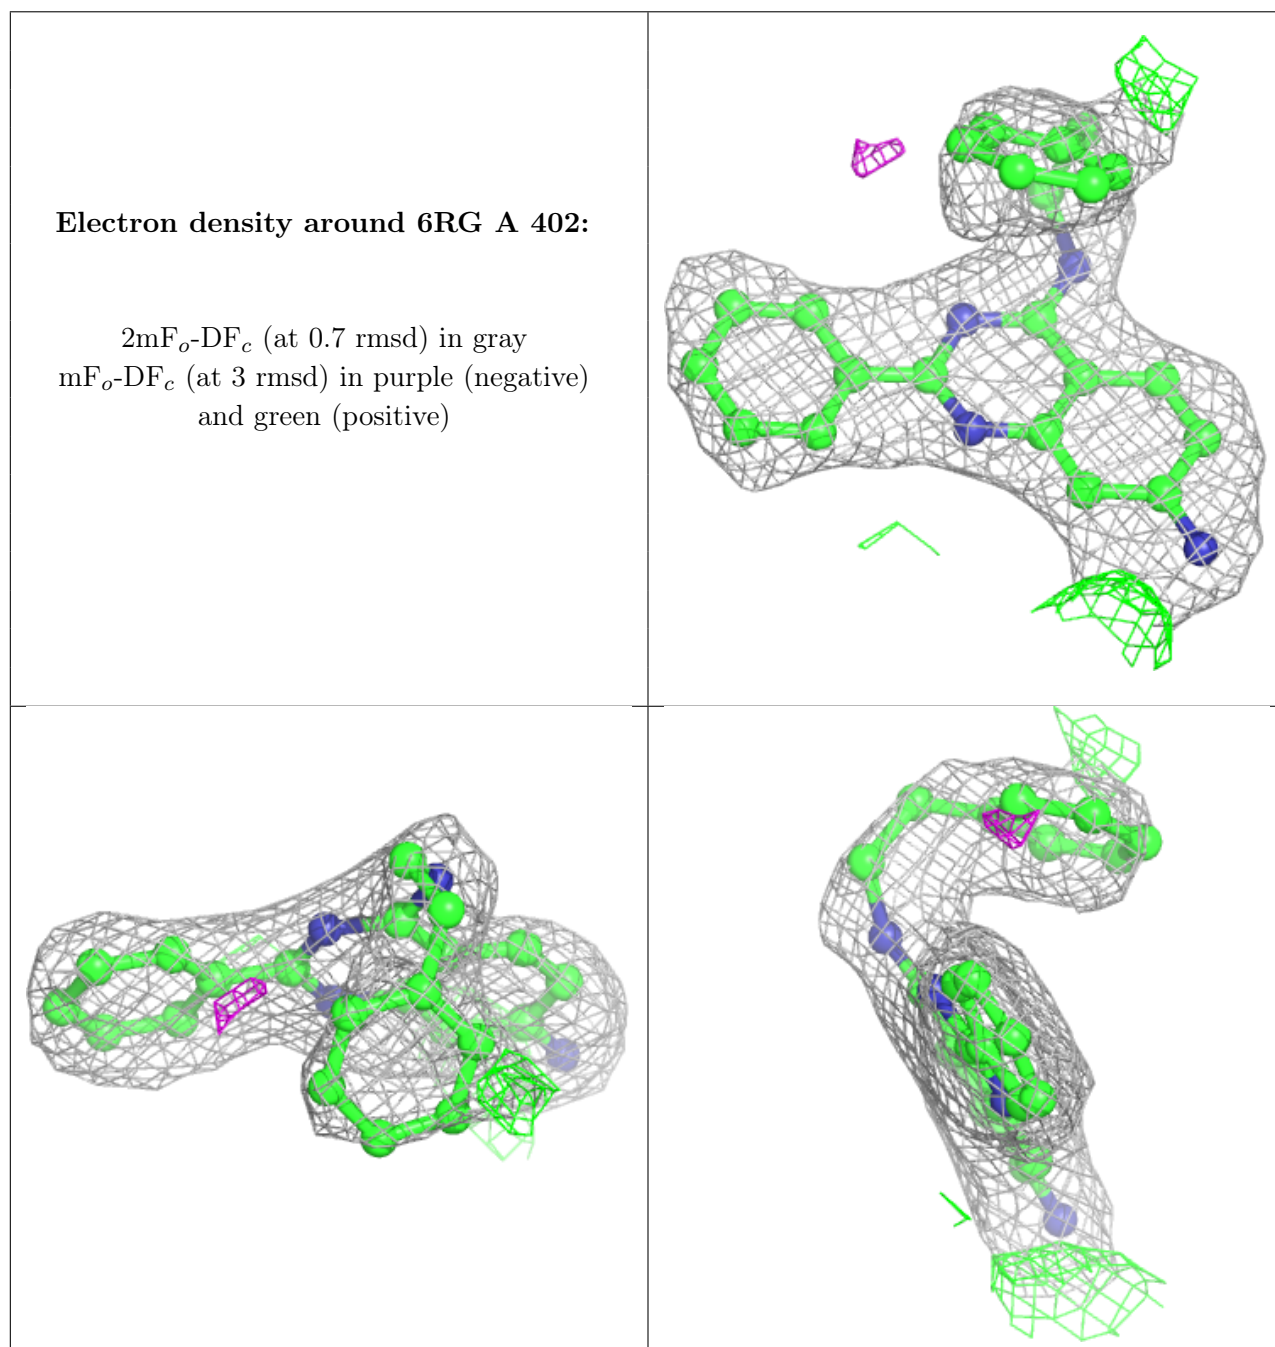 Electron density around 6RG A 402:
2mFo-DFc (at 0.7 rmsd) in gray
mFo-DFc (at 3 rmsd) in purple (negative)
and green (positive)